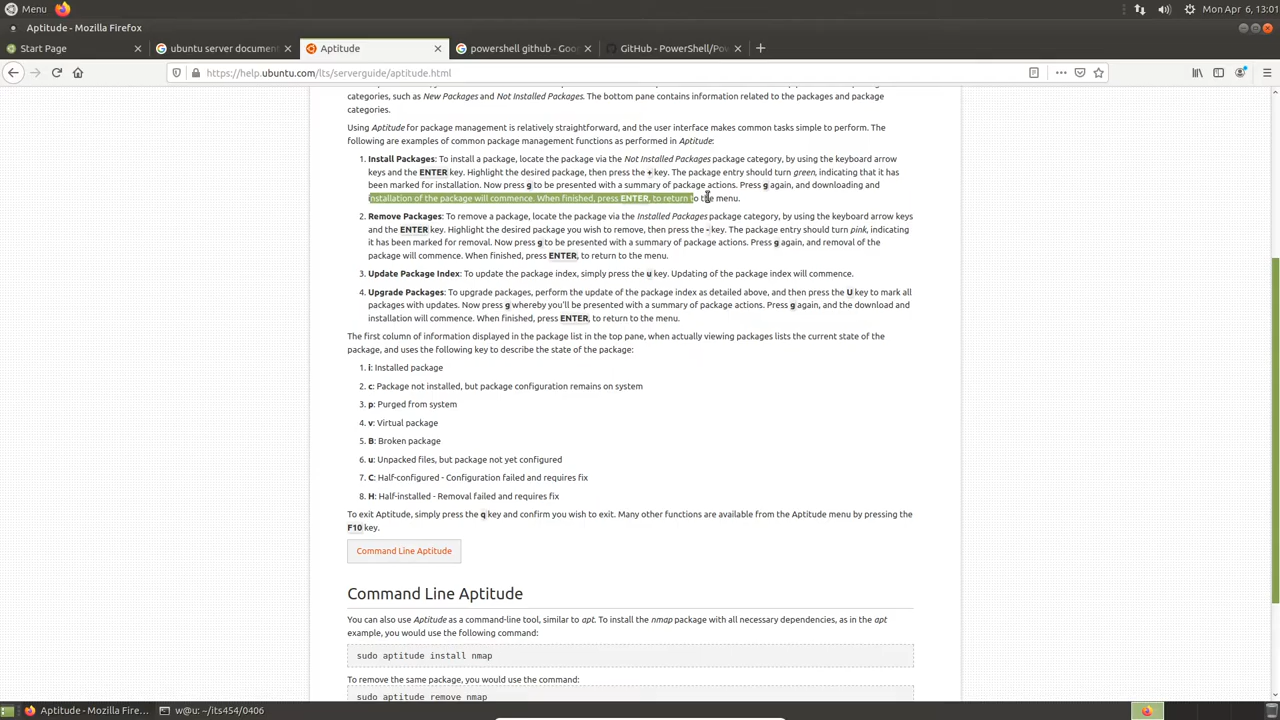 Menu
Mon Apr 6, 13:01
Aptitude - Mozilla Firefox
Start Page
ubuntu server document
Aptitude
powershell github - Goo
GitHub - PowerShell/Po
https://help.ubuntu.com/lts/serverguide/aptitude.html
categories, such as New Packages and Not Installed Packages. The bottom pane contains information related to the packages and package
categories.
Using Aptitude for package management is relatively straightforward, and the user interface makes common tasks simple to perform. The
following are examples of common package management functions as performed in Aptitude:
1. Install Packages: To install a package, locate the package via the Not Installed Packages package category, by using the keyboard arrow
keys and the ENTER key. Highlight the desired package, then press the + key. The package entry should turn green, indicating that it has
been marked for installation. Now press g to be presented with a summary of package actions. Press g again, and downloading and
installation of the package will commence. When finished, press ENTER, to return to the menu.
2. Remove Packages: To remove a package, locate the package via the Installed Packages package category, by using the keyboard arrow keys
and the ENTER key. Highlight the desired package you wish to remove, then press the - key. The package entry should turn pink, indicating
it has been marked for removal. Now press g to be presented with a summary of package actions. Press g again, and removal of the
package will commence. When finished, press ENTER, to return to the menu.
3. Update Package Index: To update the package index, simply press the u key. Updating of the package index will commence.
4. Upgrade Packages: To upgrade packages, perform the update of the package index as detailed above, and then press the U key to mark all
packages with updates. Now press g whereby you'll be presented with a summary of package actions. Press g again, and the download and
installation will commence. When finished, press ENTER, to return to the menu.
The first column of information displayed in the package list in the top pane, when actually viewing packages lists the current state of the
package, and uses the following key to describe the state of the package:
1. i: Installed package
2. c: Package not installed, but package configuration remains on system
3. p: Purged from system
4. v: Virtual package
5. B: Broken package
6. u: Unpacked files, but package not yet configured
7. C: Half-configured - Configuration failed and requires fix
8. H: Half-installed - Removal failed and requires fix
To exit Aptitude, simply press the q key and confirm you wish to exit. Many other functions are available from the Aptitude menu by pressing the
F10 key.
Command Line Aptitude
Command Line Aptitude
You can also use Aptitude as a command-line tool, similar to apt. To install the nmap package with all necessary dependencies, as in the apt
example, you would use the following command:
sudo aptitude install nmap
To remove the same package, you would use the command:
sudo aptitude remove nmap
Aptitude - Mozilla Fire...
w@u: ~/its454/0406